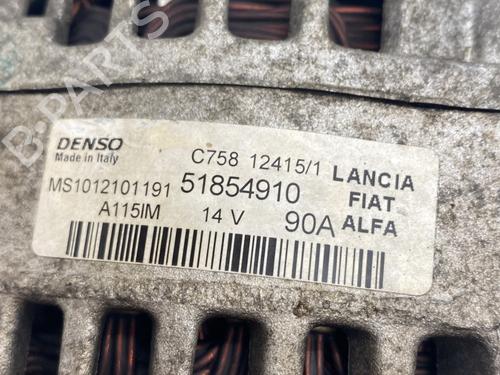 B-PARTS
DENSO
Made in Italy
C758 12415/1
LANCIA
MS1012101191
51854910
FIAT
A115IM
14 V
90A
ALFA